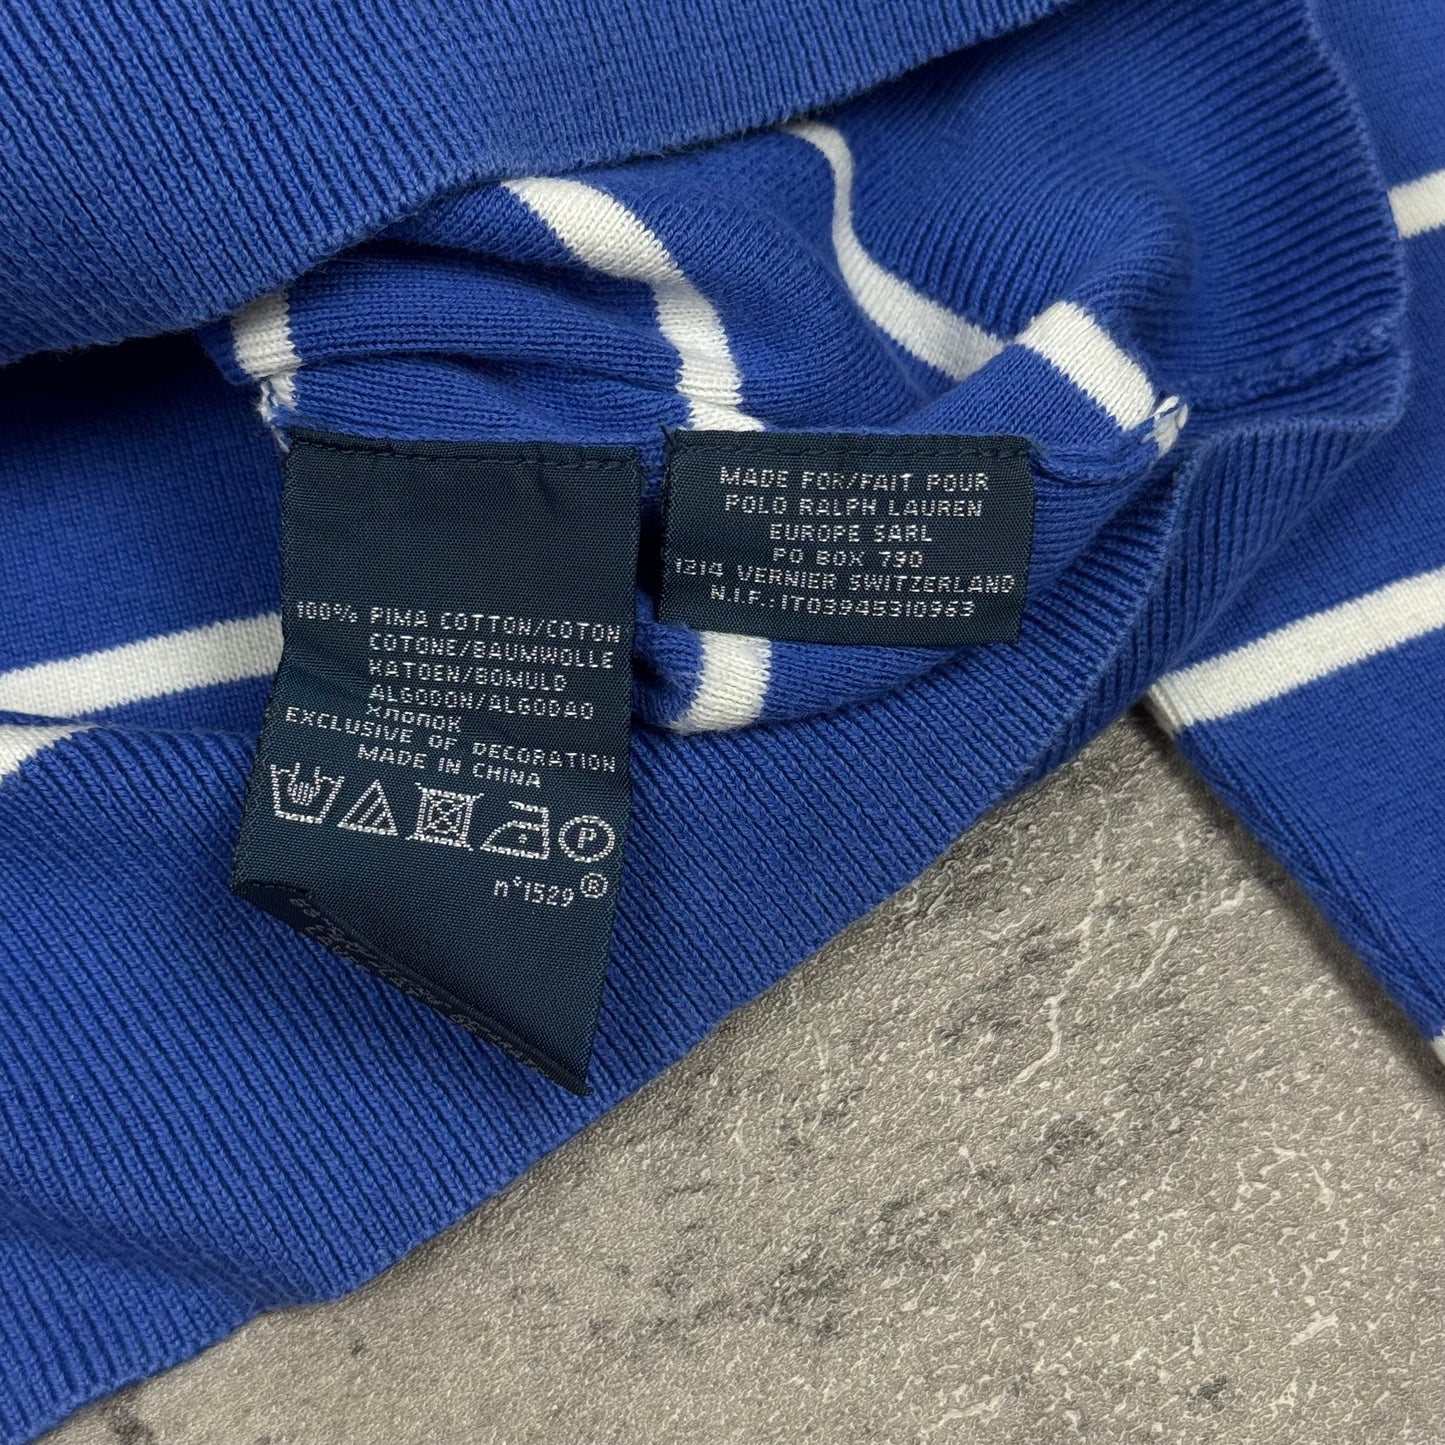 100% PIMA COTTON/COTON
COTONE/BAUMWOLLE
KATOEN/BOMULD
ALGODON/ALGODAO
ХЛОПОК
EXCLUSIVE OF DECORATION
MADE IN CHINA
P
n°1529®
MADE FOR/FAIT POUR
POLO RALPH LAUREN
EUROPE SARL
PO BOX 790
1214 VERNIER SWITZERLAND
N.I.F.:IT03945310963